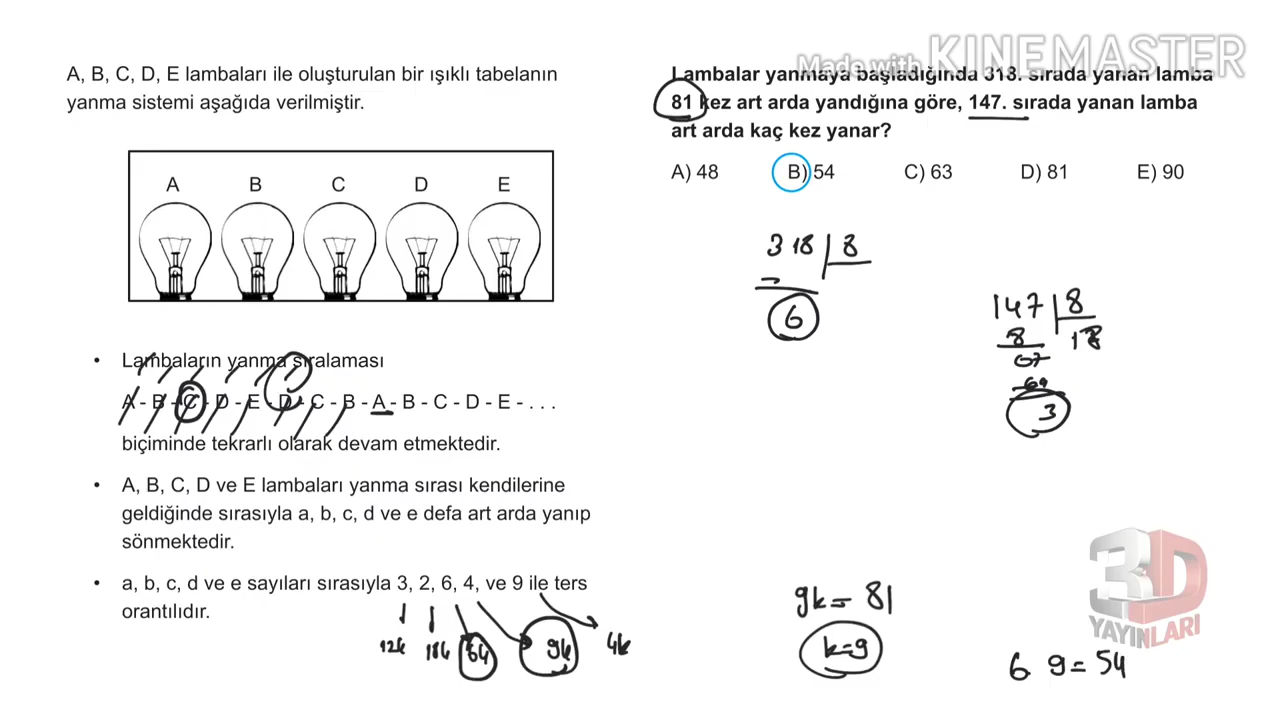 A, B, C, D, E lambaları ile oluşturulan bir ışıklı tabelanın
yanma sistemi aşağıda verilmiştir.
A B C D E
• Lambaların yanma sıralaması
A - B - C - D - E - D - C - B - A - B - C - D - E - . . .
biçiminde tekrarlı olarak devam etmektedir.
• A, B, C, D ve E lambaları yanma sırası kendilerine
geldiğinde sırasıyla a, b, c, d ve e defa art arda yanıp
sönmektedir.
• a, b, c, d ve e sayıları sırasıyla 3, 2, 6, 4, ve 9 ile ters
orantılıdır.
12k 18k 9k 4k
Made with KINEMASTER
Lambalar yanmaya başladığında 318. sırada yanan lamba
81 kez art arda yandığına göre, 147. sırada yanan lamba
art arda kaç kez yanar?
A) 48 B) 54 C) 63 D) 81 E) 90
318 8
6
147 8
8
67
3
9k = 81
k=9
6 9 = 54
3D
YAYINLARI